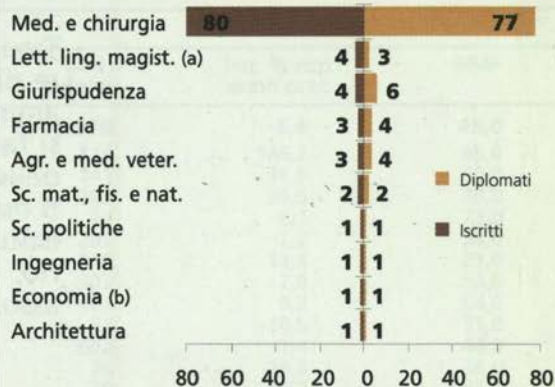 Med. e chirurgia 80 77
Lett. ling. magist. (a) 4 3
Giurispudenza 4 6
Farmacia 3 4
Agr. e med. veter. 3 4
Sc. mat., fis. e nat. 2 2
Diplomati
Sc. politiche 1 1
Iscritti
Ingegneria 1 1
Economia (b) 1 1
Architettura 1 1
80 60 40 20 0 20 40 60 80